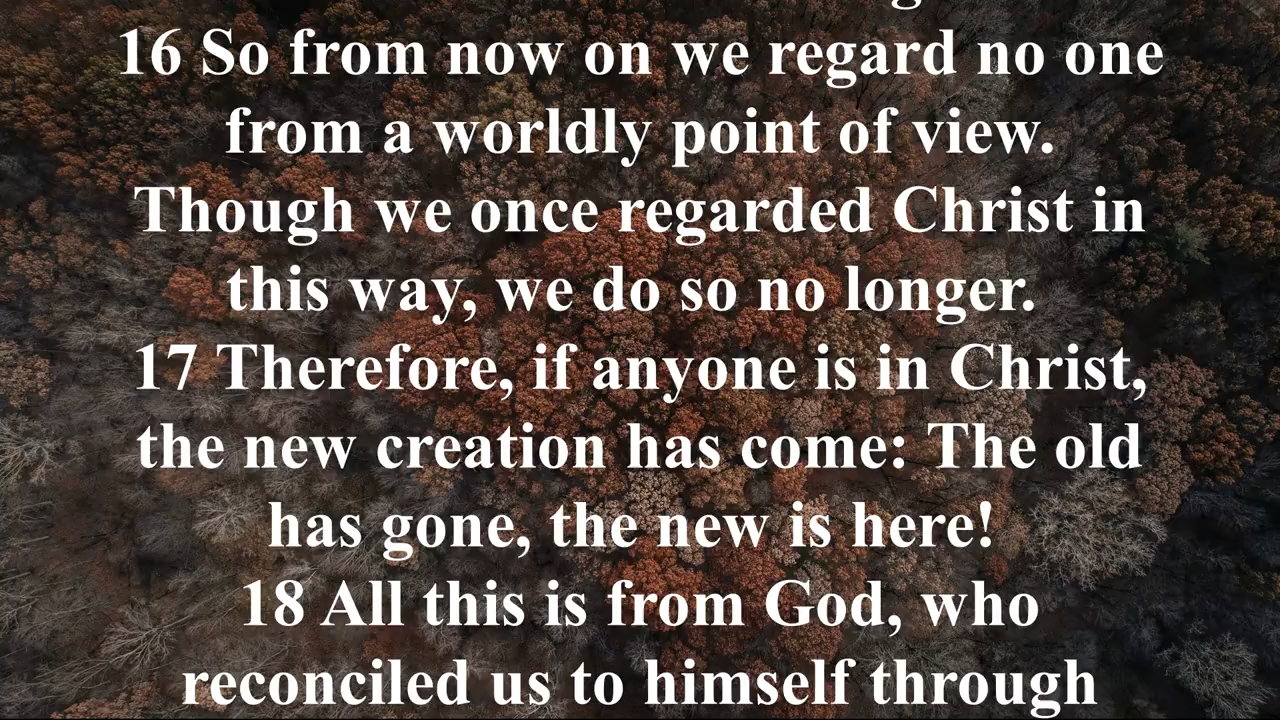 16 So from now on we regard no one
from a worldly point of view.
Though we once regarded Christ in
this way, we do so no longer.
17 Therefore, if anyone is in Christ,
the new creation has come: The old
has gone, the new is here!
18 All this is from God, who
reconciled us to himself through